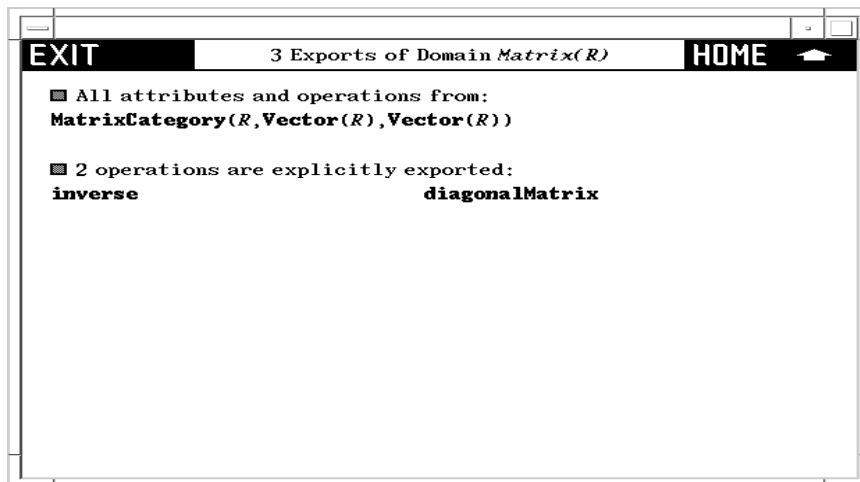 EXIT 3 Exports of Domain Matrix(R) HOME
All attributes and operations from:
MatrixCategory(R,Vector(R),Vector(R))
2 operations are explicitly exported:
inverse diagonalMatrix